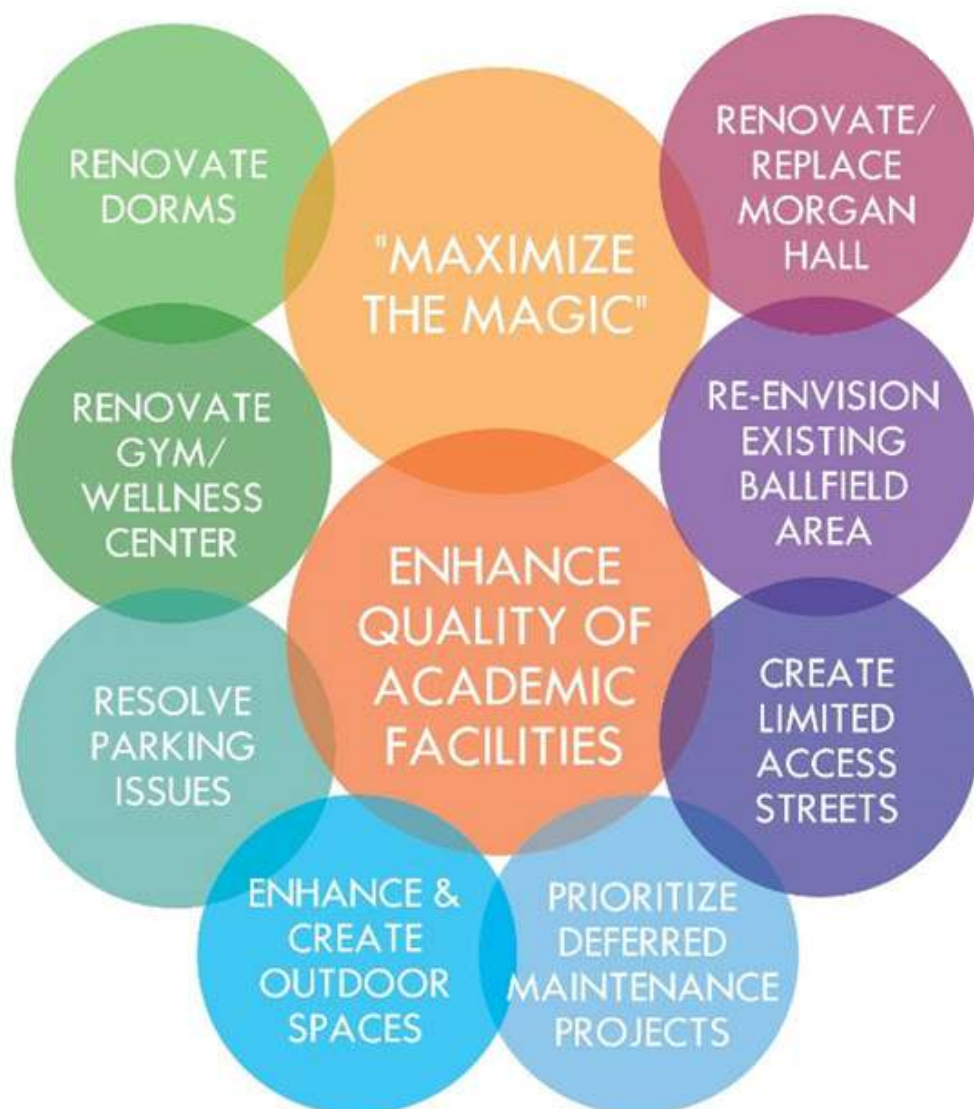 RENOVATE
DORMS
"MAXIMIZE
THE MAGIC"
RENOVATE/
REPLACE
MORGAN
HALL
RENOVATE
GYM/
WELLNESS
CENTER
RE-ENVISION
EXISTING
BALLFIELD
AREA
ENHANCE
QUALITY OF
ACADEMIC
FACILITIES
RESOLVE
PARKING
ISSUES
CREATE
LIMITED
ACCESS
STREETS
ENHANCE &
CREATE
OUTDOOR
SPACES
PRIORITIZE
DEFERRED
MAINTENANCE
PROJECTS